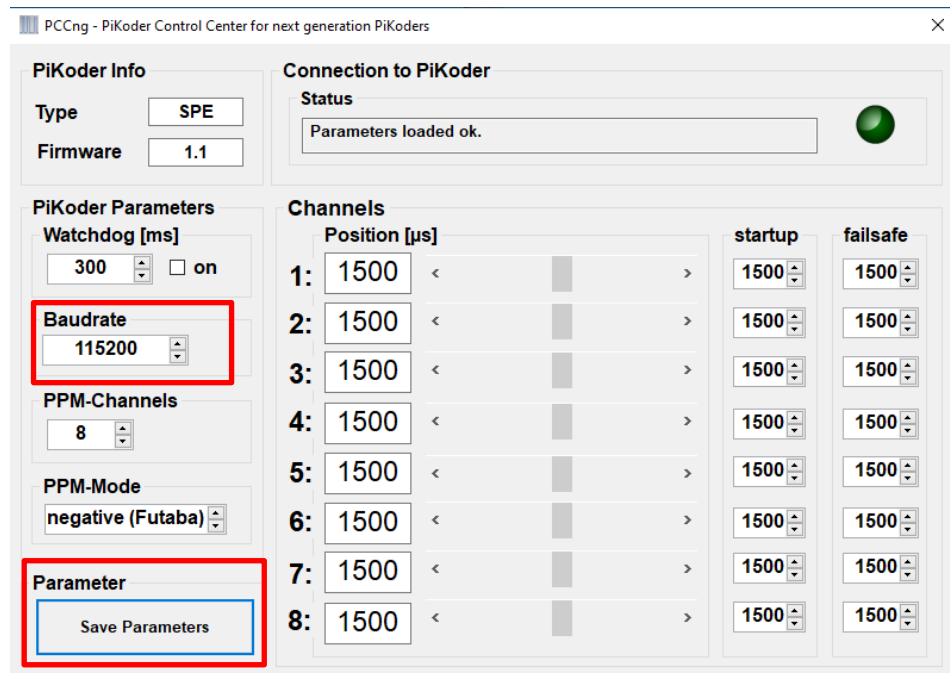 PCCng - PiKoder Control Center for next generation PiKoders
PiKoder Info
Type SPE
Firmware 1.1
Connection to PiKoder
Status
Parameters loaded ok.
PiKoder Parameters
Watchdog [ms]
300 on
Baudrate
115200
PPM-Channels
8
PPM-Mode
negative (Futaba)
Parameter
Save Parameters
Channels
Position [µs] startup failsafe
1: 1500 < > 1500 1500
2: 1500 < > 1500 1500
3: 1500 < > 1500 1500
4: 1500 < > 1500 1500
5: 1500 < > 1500 1500
6: 1500 < > 1500 1500
7: 1500 < > 1500 1500
8: 1500 < > 1500 1500